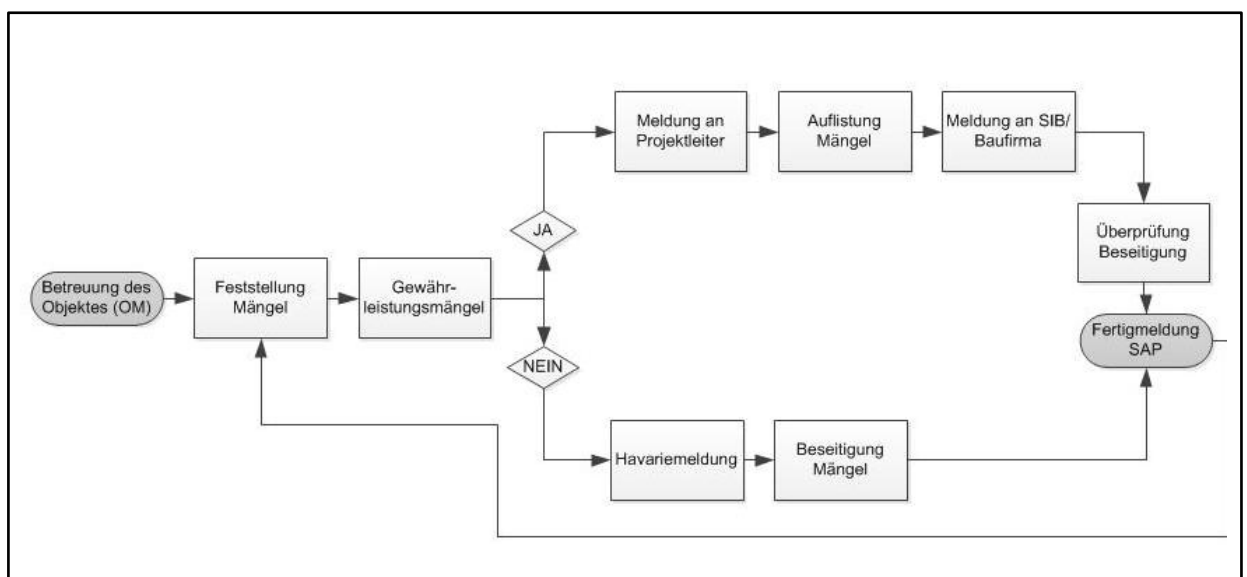 Betreuung des
Objektes (OM)
Feststellung
Mängel
Gewähr-
leistungsmängel
JA
Meldung an
Projektleiter
Auflistung
Mängel
Meldung an SIB/
Baufirma
Überprüfung
Beseitigung
Fertigmeldung
SAP
NEIN
Havariemeldung
Beseitigung
Mängel